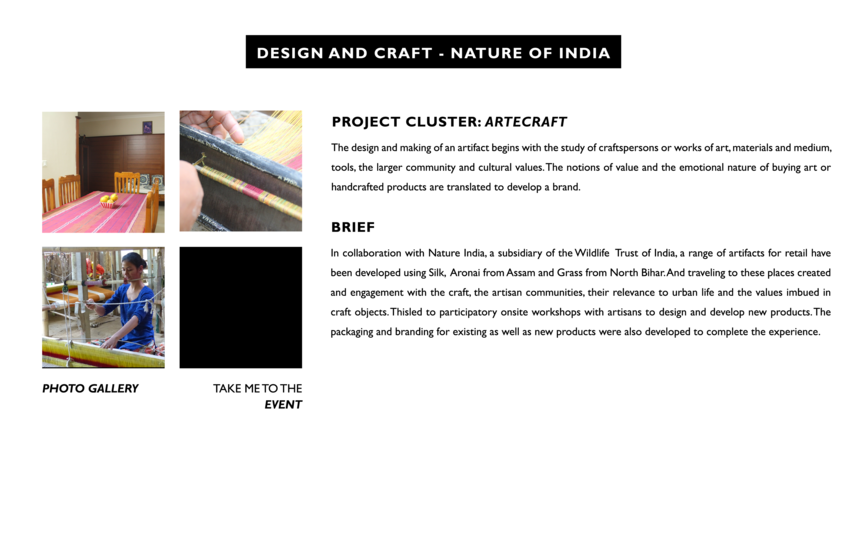 DESIGN AND CRAFT - NATURE OF INDIA
PROJECT CLUSTER: ARTECRAFT
The design and making of an artifact begins with the study of craftspersons or works of art, materials and medium,
tools, the larger community and cultural values. The notions of value and the emotional nature of buying art or
handcrafted products are translated to develop a brand.
BRIEF
In collaboration with Nature India, a subsidiary of the Wildlife Trust of India, a range of artifacts for retail have
been developed using Silk, Aronai from Assam and Grass from North Bihar. And traveling to these places created
and engagement with the craft, the artisan communities, their relevance to urban life and the values imbued in
craft objects. Thisled to participatory onsite workshops with artisans to design and develop new products. The
packaging and branding for existing as well as new products were also developed to complete the experience.
PHOTO GALLERY
TAKE ME TO THE
EVENT